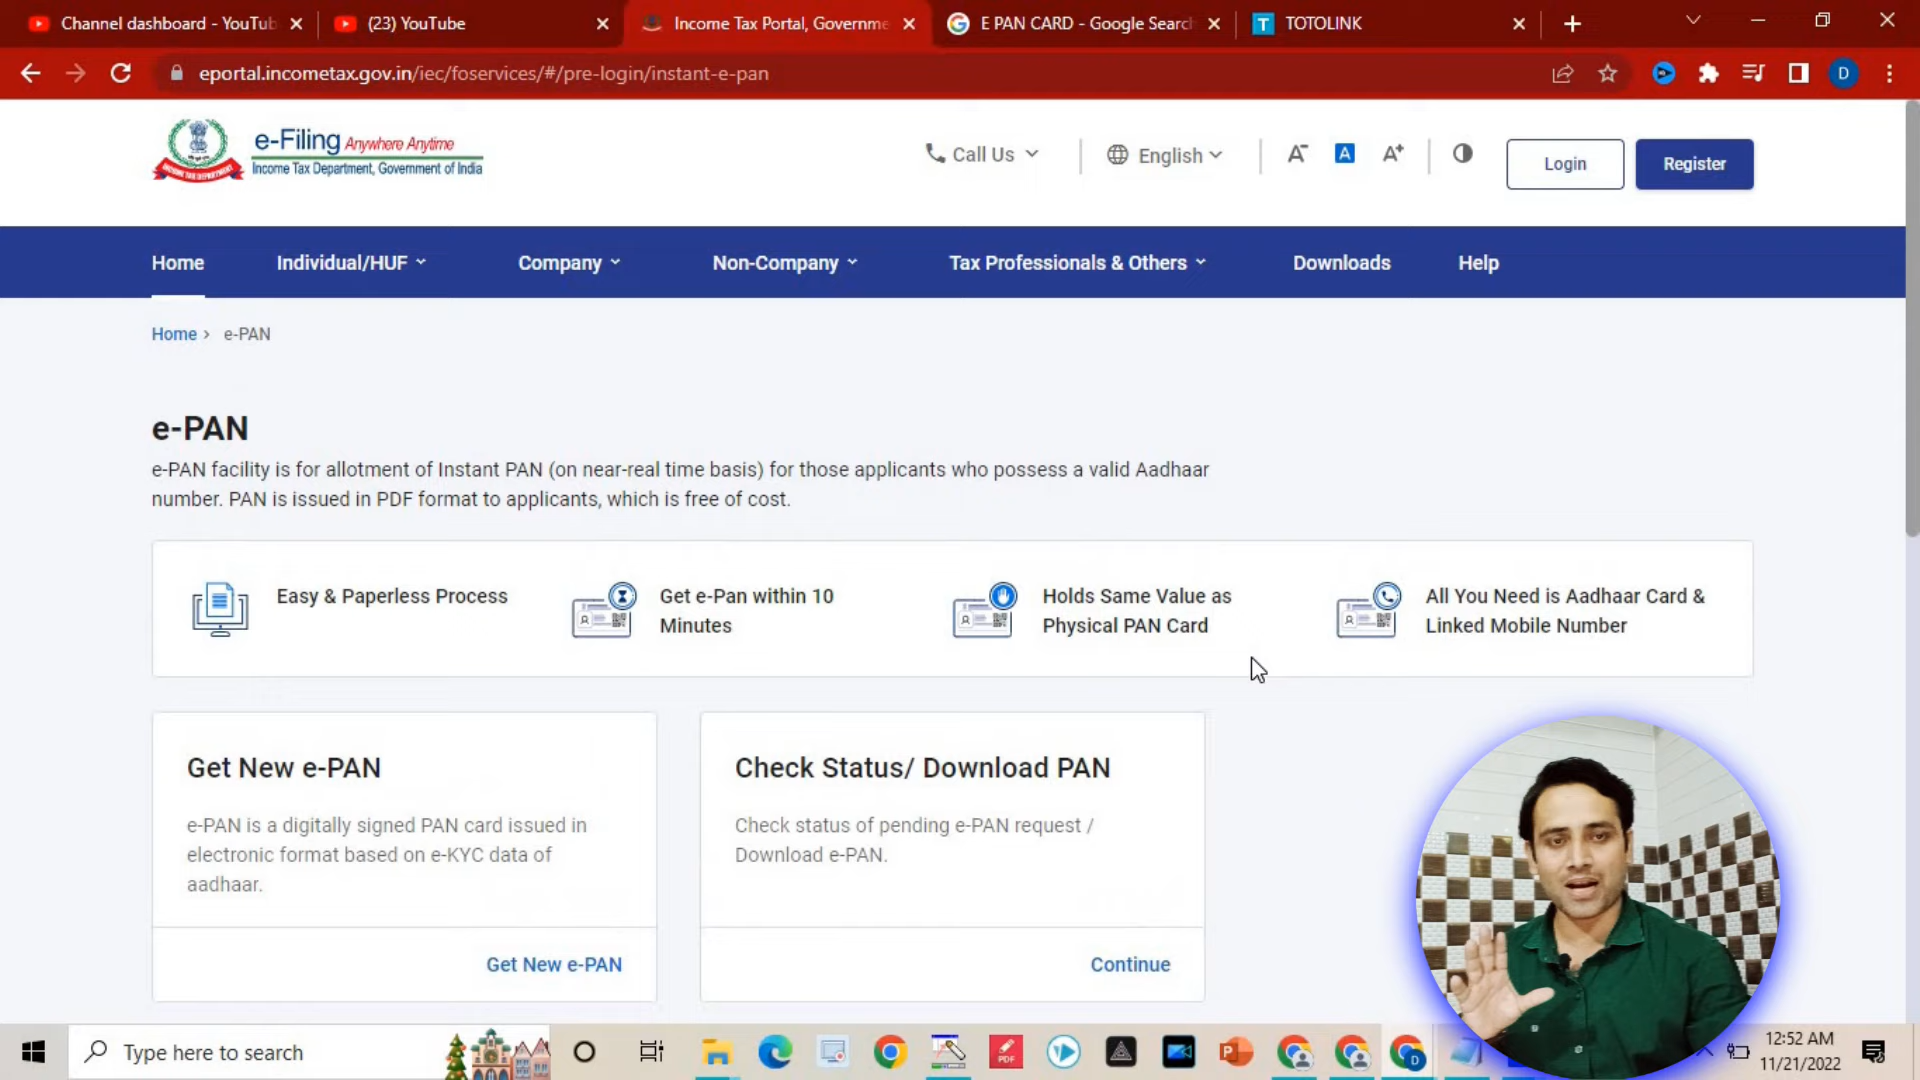 Channel dashboard - YouTub
(23) YouTube
Income Tax Portal, Governme
E PAN CARD - Google Search
TOTOLINK
eportal.incometax.gov.in/iec/foservices/#/pre-login/instant-e-pan
D
e-Filing Anywhere Anytime
Income Tax Department, Government of India
Call Us
English
A-
A
A+
Login
Register
Home
Individual/HUF
Company
Non-Company
Tax Professionals & Others
Downloads
Help
Home > e-PAN
e-PAN
e-PAN facility is for allotment of Instant PAN (on near-real time basis) for those applicants who possess a valid Aadhaar
number. PAN is issued in PDF format to applicants, which is free of cost.
Easy & Paperless Process
Get e-Pan within 10
Minutes
Holds Same Value as
Physical PAN Card
All You Need is Aadhaar Card &
Linked Mobile Number
Get New e-PAN
e-PAN is a digitally signed PAN card issued in
electronic format based on e-KYC data of
aadhaar.
Get New e-PAN
Check Status/ Download PAN
Check status of pending e-PAN request /
Download e-PAN.
Continue
Type here to search
12:52 AM
11/21/2022